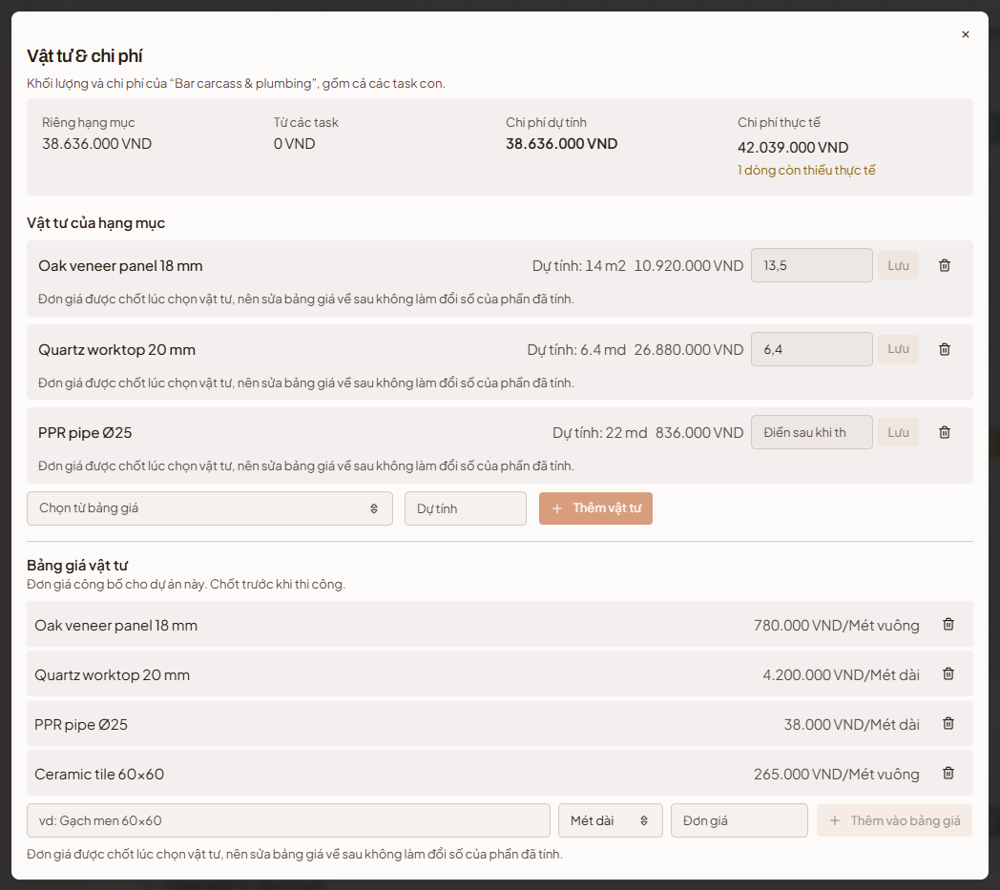 Vật tư & chi phí
Khối lượng và chi phí của “Bar carcass & plumbing”, gồm cả các task con.
Riêng hạng mục
38.636.000 VND
Từ các task
0 VND
Chi phí dự tính
38.636.000 VND
Chi phí thực tế
42.039.000 VND
1 dòng còn thiếu thực tế
Vật tư của hạng mục
Oak veneer panel 18 mm Dự tính: 14 m2 10.920.000 VND 13,5 Lưu
Đơn giá được chốt lúc chọn vật tư, nên sửa bảng giá về sau không làm đổi số của phần đã tính.
Quartz worktop 20 mm Dự tính: 6.4 md 26.880.000 VND 6,4 Lưu
Đơn giá được chốt lúc chọn vật tư, nên sửa bảng giá về sau không làm đổi số của phần đã tính.
PPR pipe Ø25 Dự tính: 22 md 836.000 VND Điền sau khi th Lưu
Đơn giá được chốt lúc chọn vật tư, nên sửa bảng giá về sau không làm đổi số của phần đã tính.
Chọn từ bảng giá Dự tính + Thêm vật tư
Bảng giá vật tư
Đơn giá công bố cho dự án này. Chốt trước khi thi công.
Oak veneer panel 18 mm 780.000 VND/Mét vuông
Quartz worktop 20 mm 4.200.000 VND/Mét dài
PPR pipe Ø25 38.000 VND/Mét dài
Ceramic tile 60×60 265.000 VND/Mét vuông
vd: Gạch men 60×60 Mét dài Đơn giá + Thêm vào bảng giá
Đơn giá được chốt lúc chọn vật tư, nên sửa bảng giá về sau không làm đổi số của phần đã tính.